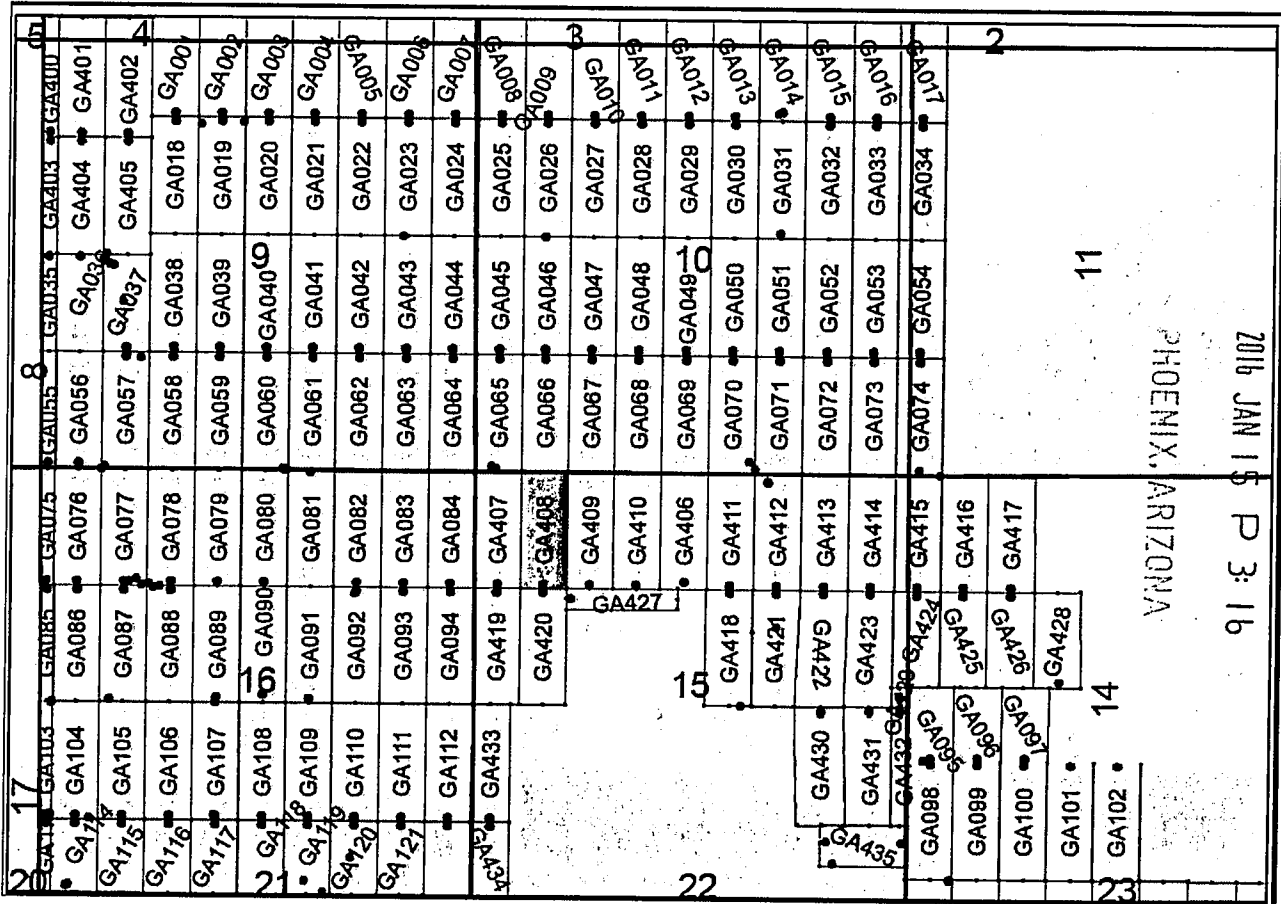 5 4 3 2
GA400 GA401 GA402 GA001 GA002 GA003 GA004 GA005 GA006 GA007 GA008 GA009 GA010 GA011 GA012 GA013 GA014 GA015 GA016 GA017
GA403 GA404 GA405 GA018 GA019 GA020 GA021 GA022 GA023 GA024 GA025 GA026 GA027 GA028 GA029 GA030 GA031 GA032 GA033 GA034
9 10 11
GA035 GA037 GA038 GA039 GA040 GA041 GA042 GA043 GA044 GA045 GA046 GA047 GA048 GA049 GA050 GA051 GA052 GA053 GA054
8
GA055 GA056 GA057 GA058 GA059 GA060 GA061 GA062 GA063 GA064 GA065 GA066 GA067 GA068 GA069 GA070 GA071 GA072 GA073 GA074
GA075 GA076 GA077 GA078 GA079 GA080 GA081 GA082 GA083 GA084 GA407 GA408 GA409 GA410 GA406 GA411 GA412 GA413 GA414 GA415 GA416 GA417
GA427
GA085 GA086 GA087 GA088 GA089 GA090 GA091 GA092 GA093 GA094 GA419 GA420 GA418 GA421 GA422 GA423 GA424 GA425 GA426 GA428
16 15 14
GA095 GA096 GA097
GA103 GA104 GA105 GA106 GA107 GA108 GA109 GA110 GA111 GA112 GA433 GA430 GA431 GA432
17
GA098 GA099 GA100 GA101 GA102
GA115 GA116 GA117 GA118 GA119 GA120 GA121 GA434 GA435
20 21 22 23
2016 JAN 15 P 3:16
PHOENIX, ARIZONA